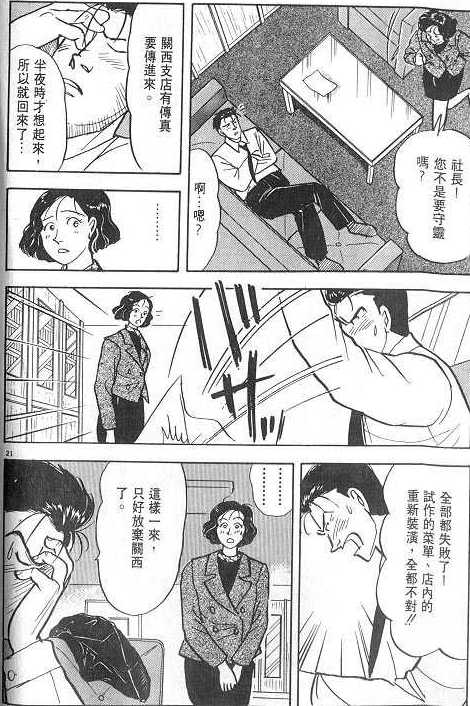 社長！
您不是要守靈
嗎？
啊…嗯？
關西支店有傳真
要傳進來。
半夜時才想起來，
所以就回來了…
………
全部都失敗了！
試作的菜單、店內的
重新裝潢，全都不對!!
………
這樣一來，
只好放棄關西
了。
21